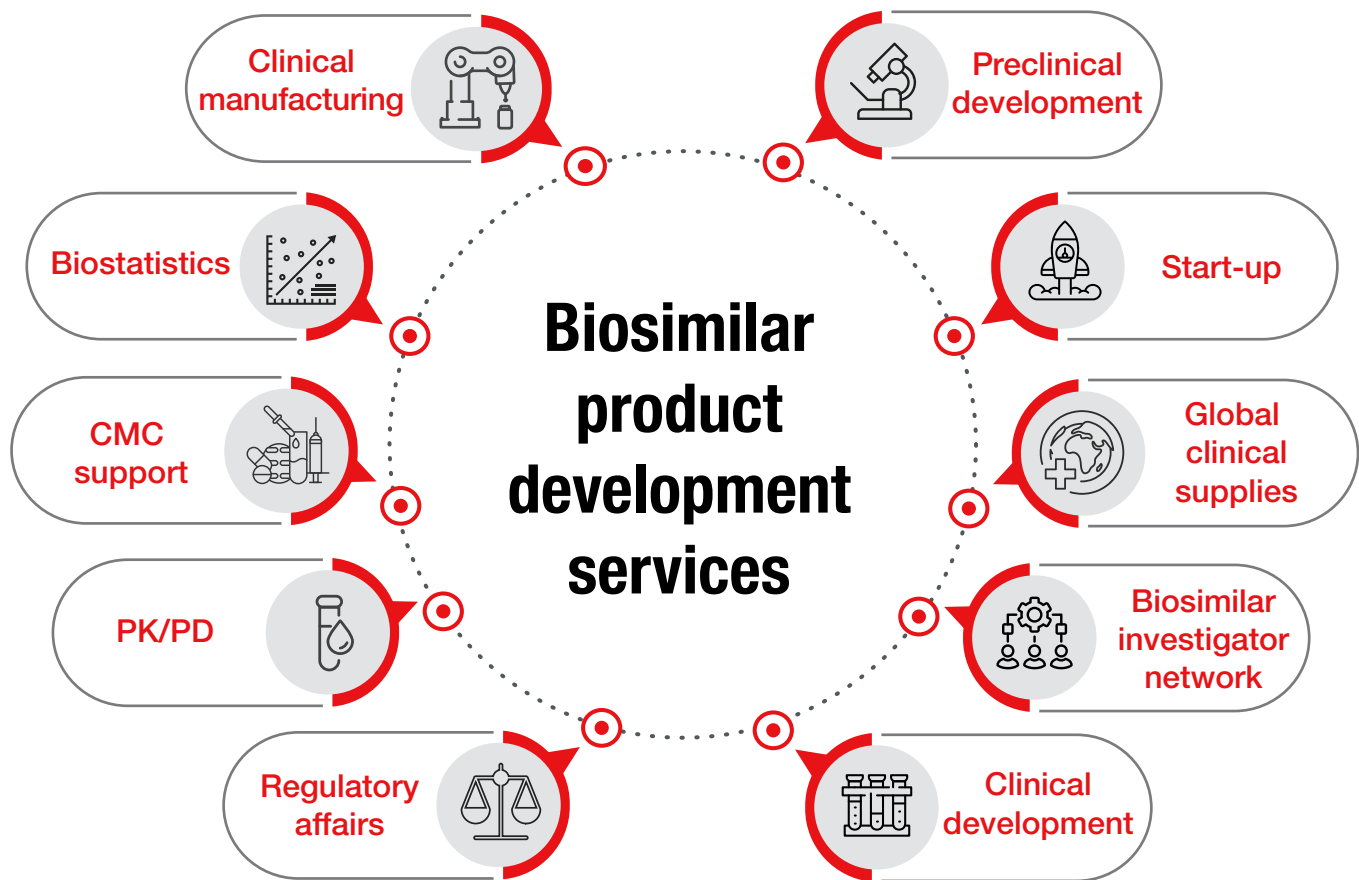 Clinical
manufacturing
Preclinical
development
Biostatistics
Start-up
Biosimilar
product
development
services
CMC
support
Global
clinical
supplies
PK/PD
Biosimilar
investigator
network
Regulatory
affairs
Clinical
development